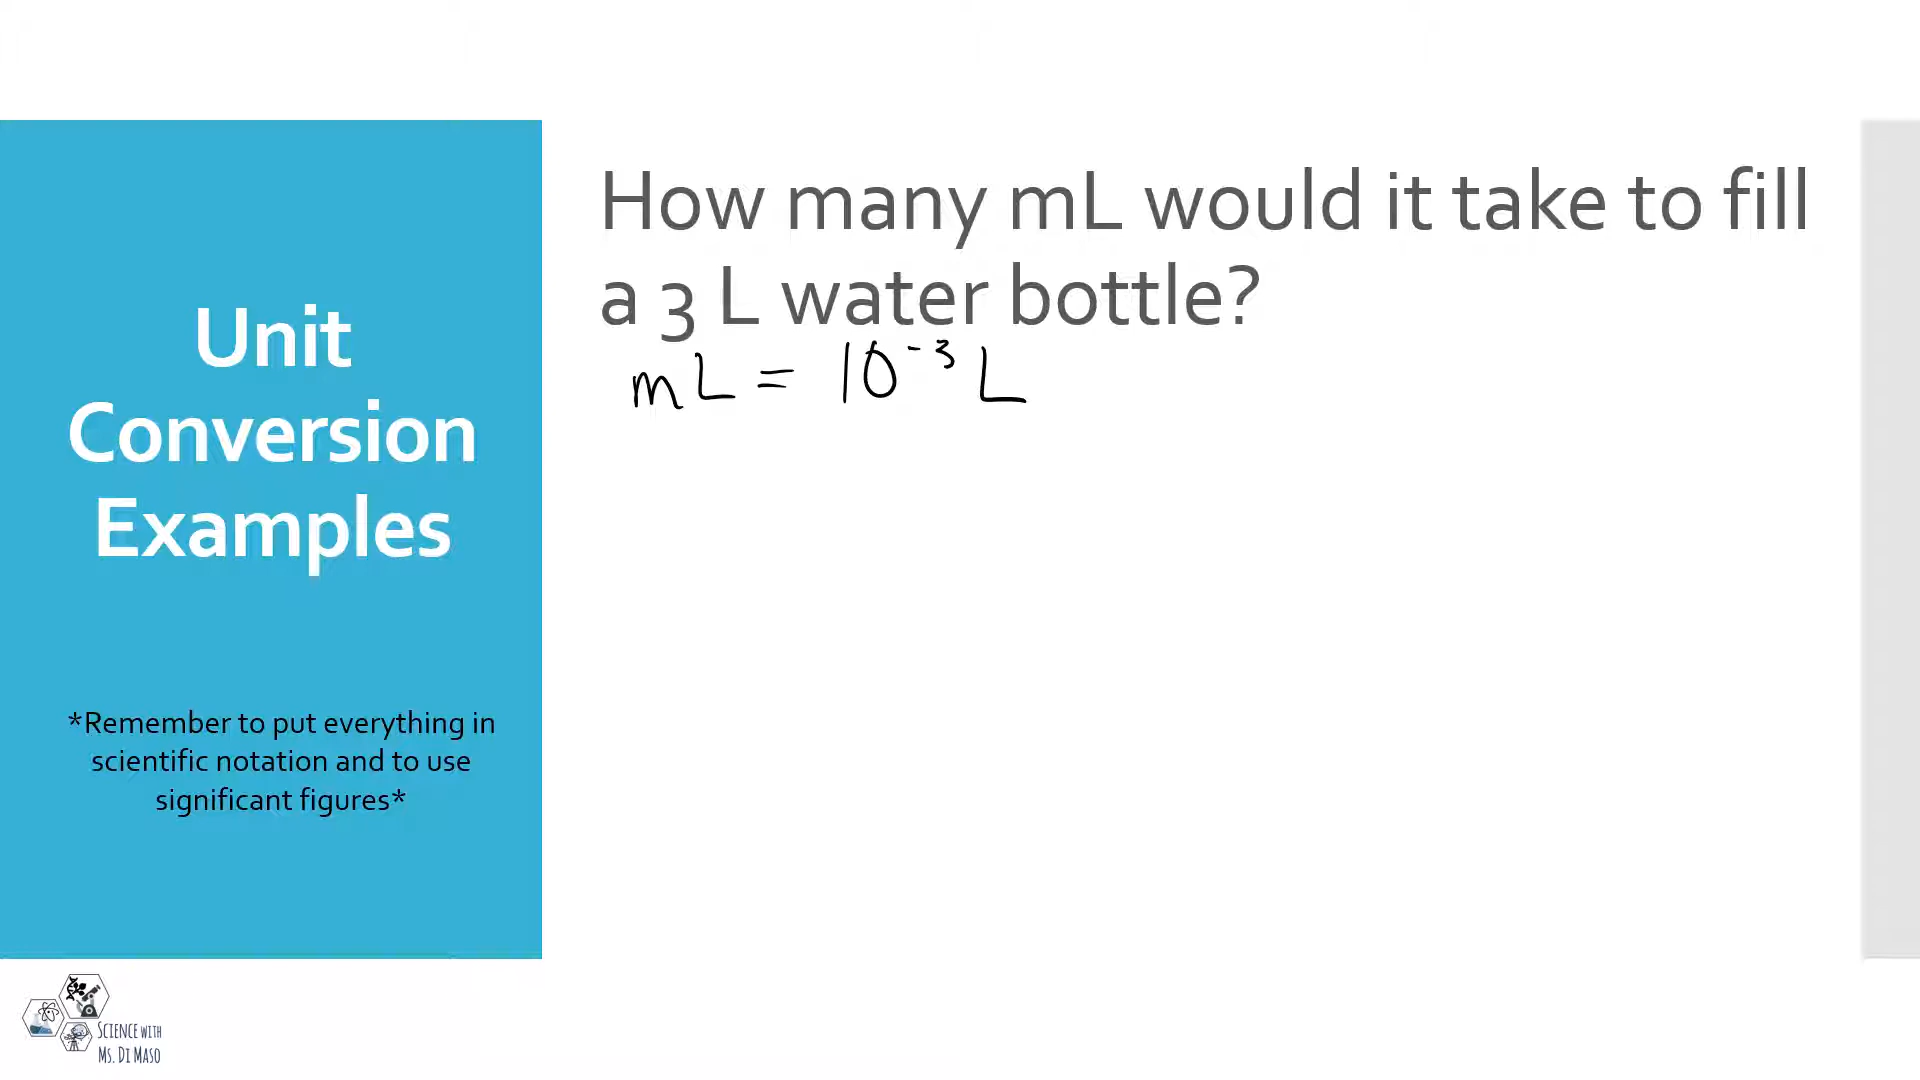 Unit
Conversion
Examples
*Remember to put everything in
scientific notation and to use
significant figures*
How many mL would it take to fill
a 3 L water bottle?
mL = 10⁻³ L
SCIENCE WITH
MS. DI MASO